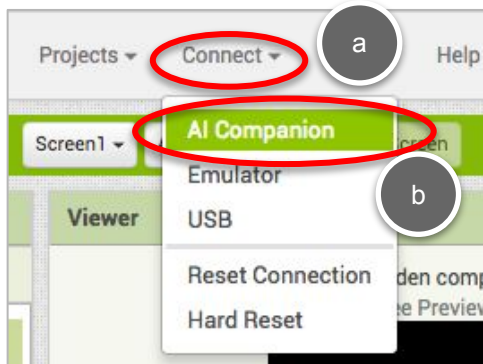 Projects Connect a Help
Screen1 AI Companion
Emulator
b
Viewer USB
Reset Connection
Hard Reset